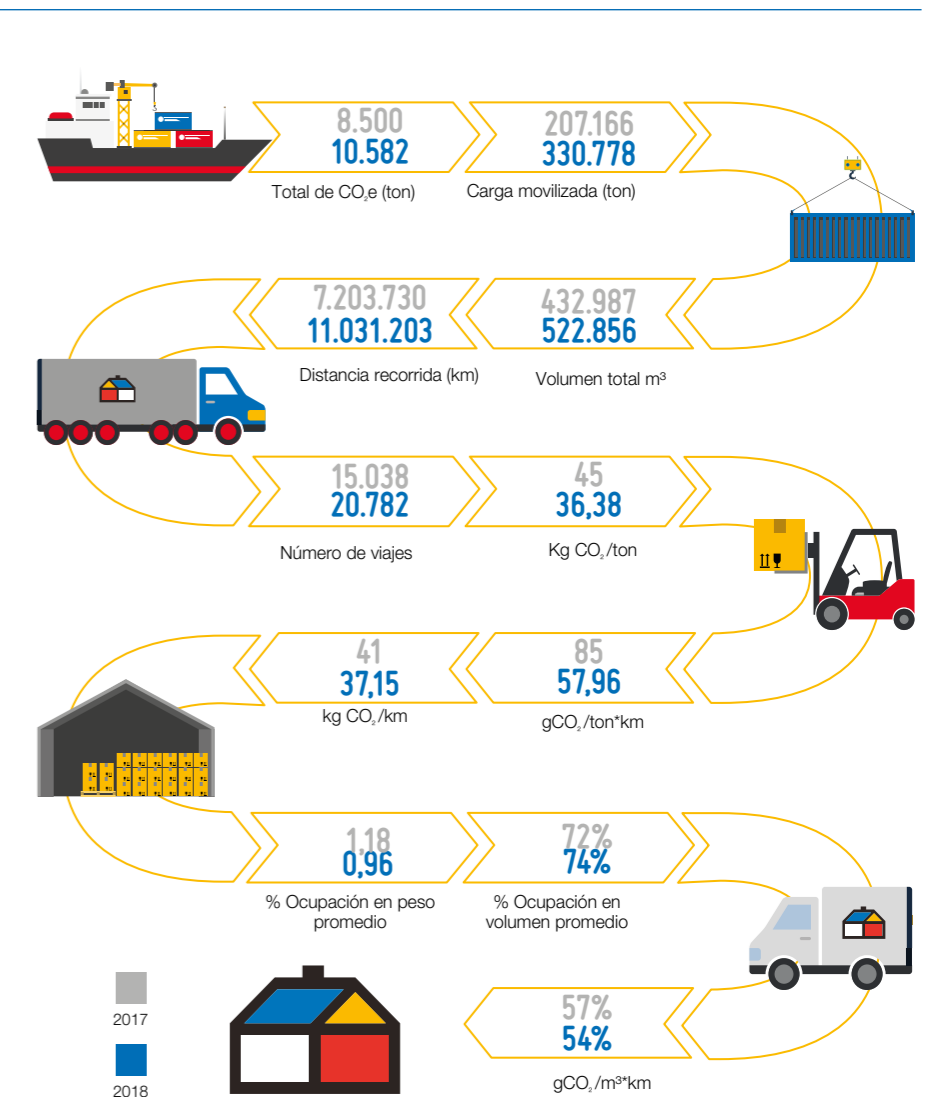 8.500
10.582
Total de CO₂e (ton)
207.166
330.778
Carga movilizada (ton)
7.203.730
11.031.203
Distancia recorrida (km)
432.987
522.856
Volumen total m³
15.038
20.782
Número de viajes
45
36,38
Kg CO₂/ton
41
37,15
kg CO₂/km
85
57,96
gCO₂/ton*km
1,18
0,96
% Ocupación en peso
promedio
72%
74%
% Ocupación en
volumen promedio
57%
54%
gCO₂/m³*km
2017
2018